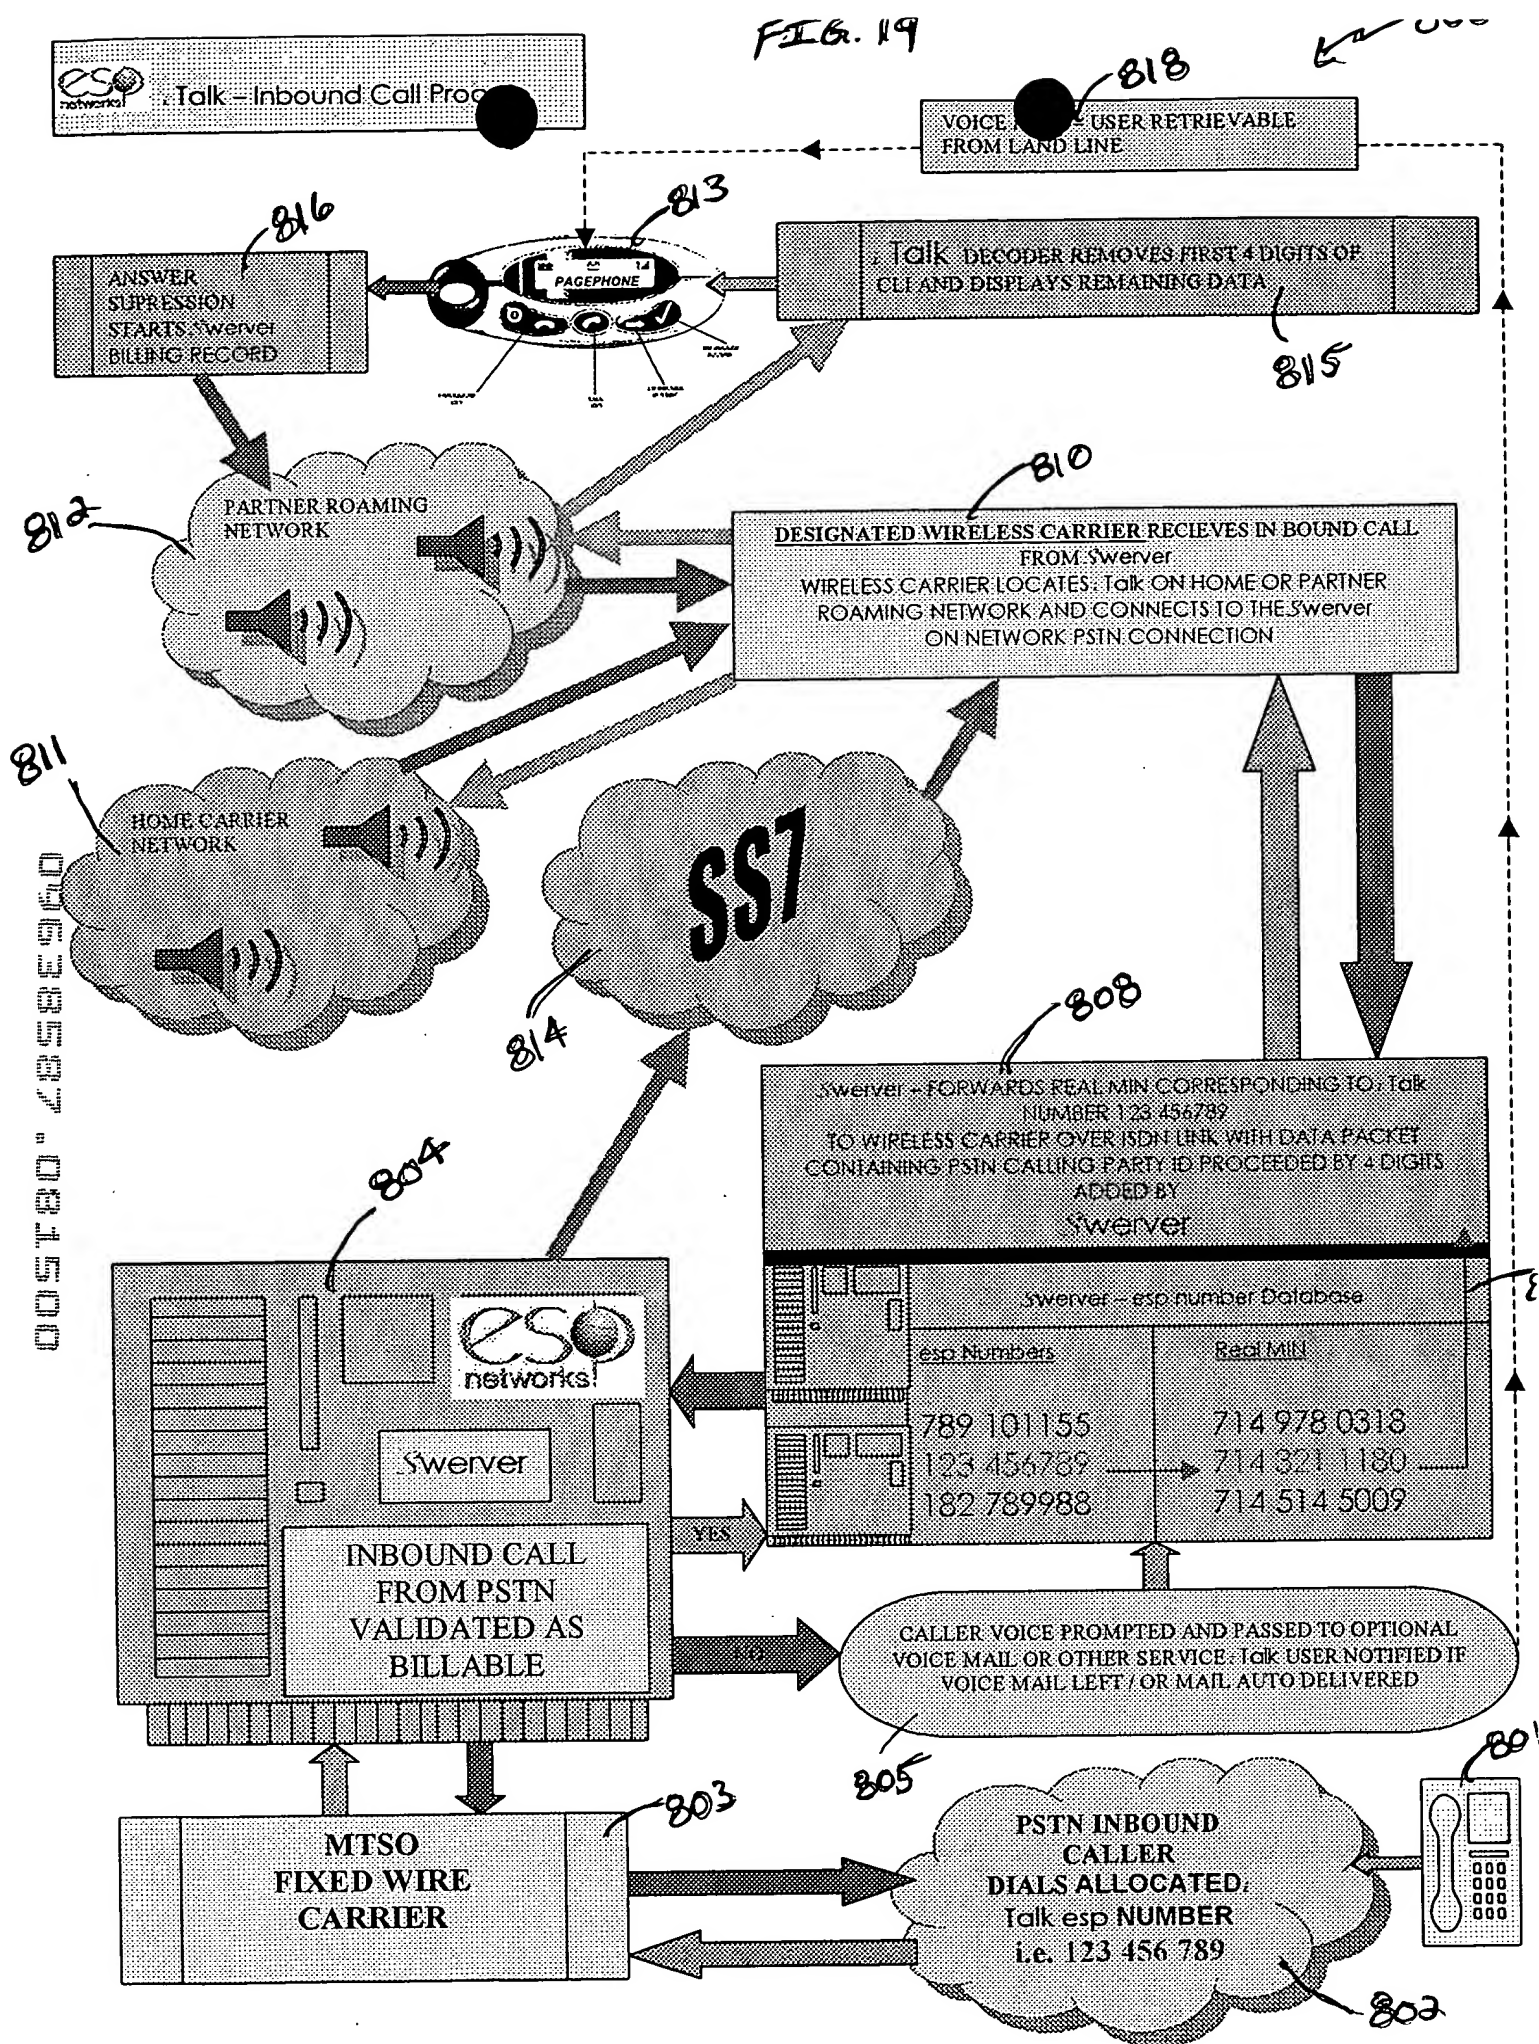 FIG. 19
esp
networks!
Talk – Inbound Call
818
VOICE
USER RETRIEVABLE
FROM LAND LINE
813
816
ANSWER
SUPRESSION
STARTS Swerver
BILLING RECORD
PAGEPHONE
Talk DECODER REMOVES FIRST 4 DIGITS OF
CLI AND DISPLAYS REMAINING DATA
815
812
PARTNER ROAMING
NETWORK
810
DESIGNATED WIRELESS CARRIER RECIEVES IN BOUND CALL
FROM Swerver
WIRELESS CARRIER LOCATES Talk ON HOME OR PARTNER
ROAMING NETWORK AND CONNECTS TO THE Swerver
ON NETWORK PSTN CONNECTION
811
HOME CARRIER
NETWORK
SS7
814
09638587.081500
808
Swerver – FORWARDS REAL MIN CORRESPONDING TO Talk
NUMBER 123 456789
TO WIRELESS CARRIER OVER ISDN LINK WITH DATA PACKET
CONTAINING PSTN CALLING PARTY ID PROCEEDED BY 4 DIGITS
ADDED BY
Swerver
804
esp
networks!
Swerver
INBOUND CALL
FROM PSTN
VALIDATED AS
BILLABLE
Swerver – esp number Database
esp Numbers
Real MIN
789 101155
714 978 0318
123 456789
714 321 1180
182 789988
714 514 5009
YES
CALLER VOICE PROMPTED AND PASSED TO OPTIONAL
VOICE MAIL OR OTHER SERVICE. Talk USER NOTIFIED IF
VOICE MAIL LEFT / OR MAIL AUTO DELIVERED
805
801
803
MTSO
FIXED WIRE
CARRIER
PSTN INBOUND
CALLER
DIALS ALLOCATED
Talk esp NUMBER
i.e. 123 456 789
802